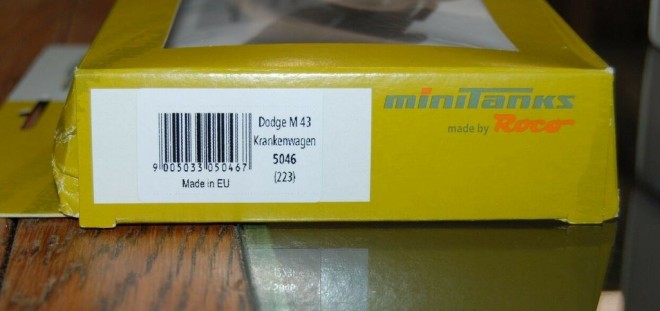 miniTanks
made by Roco
Dodge M 43
Krankenwagen
5046
(223)
9 005033 050467
Made in EU